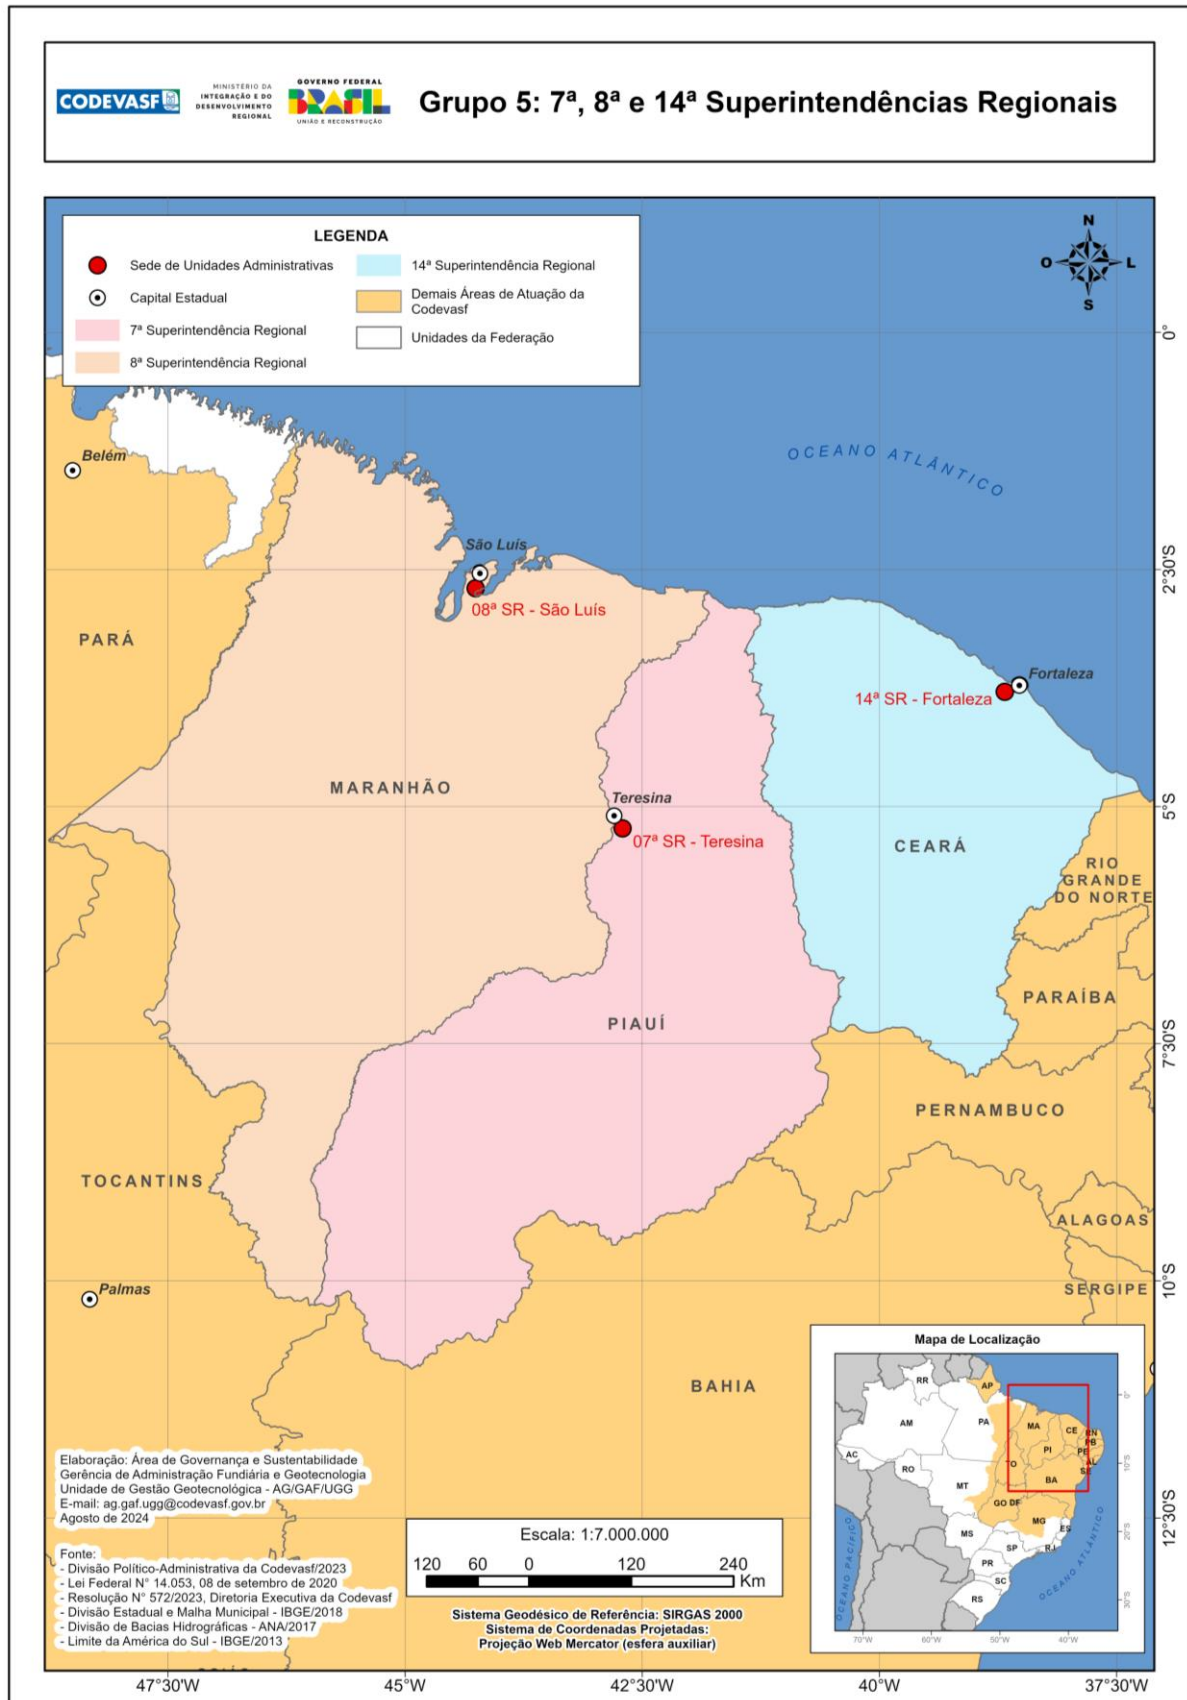 CODEVASF
MINISTÉRIO DA
INTEGRAÇÃO E DO
DESENVOLVIMENTO
REGIONAL
GOVERNO FEDERAL
BRASIL
UNIÃO E RECONSTRUÇÃO
Grupo 5: 7ª, 8ª e 14ª Superintendências Regionais
LEGENDA
Sede de Unidades Administrativas
Capital Estadual
7ª Superintendência Regional
8ª Superintendência Regional
14ª Superintendência Regional
Demais Áreas de Atuação da
Codevasf
Unidades da Federação
N
O L
S
0°
OCEANO ATLÂNTICO
Belém
São Luís
08ª SR - São Luís
2°30'S
PARÁ
Fortaleza
14ª SR - Fortaleza
MARANHÃO
Teresina
07ª SR - Teresina
5°S
CEARÁ
RIO
GRANDE
DO NORTE
PARAÍBA
PIAUÍ
7°30'S
PERNAMBUCO
TOCANTINS
ALAGOAS
SERGIPE
10°S
Palmas
BAHIA
12°30'S
Mapa de Localização
RR
AP
AM
PA
MA
CE
RN
PB
PI
PE
AL
SE
AC
RO
TO
BA
MT
GO
DF
MG
ES
MS
SP
RJ
PR
SC
RS
OCEANO PACÍFICO
OCEANO ATLÂNTICO
0°
10°S
20°S
30°S
70°W 60°W 50°W 40°W
Elaboração: Área de Governança e Sustentabilidade
Gerência de Administração Fundiária e Geotecnologia
Unidade de Gestão Geotecnológica - AG/GAF/UGG
E-mail: ag.gaf.ugg@codevasf.gov.br
Agosto de 2024
Fonte:
- Divisão Político-Administrativa da Codevasf/2023
- Lei Federal N° 14.053, 08 de setembro de 2020
- Resolução N° 572/2023, Diretoria Executiva da Codevasf
- Divisão Estadual e Malha Municipal - IBGE/2018
- Divisão de Bacias Hidrográficas - ANA/2017
- Limite da América do Sul - IBGE/2013
Escala: 1:7.000.000
120 60 0 120 240
Km
Sistema Geodésico de Referência: SIRGAS 2000
Sistema de Coordenadas Projetadas:
Projeção Web Mercator (esfera auxiliar)
47°30'W 45°W 42°30'W 40°W 37°30'W